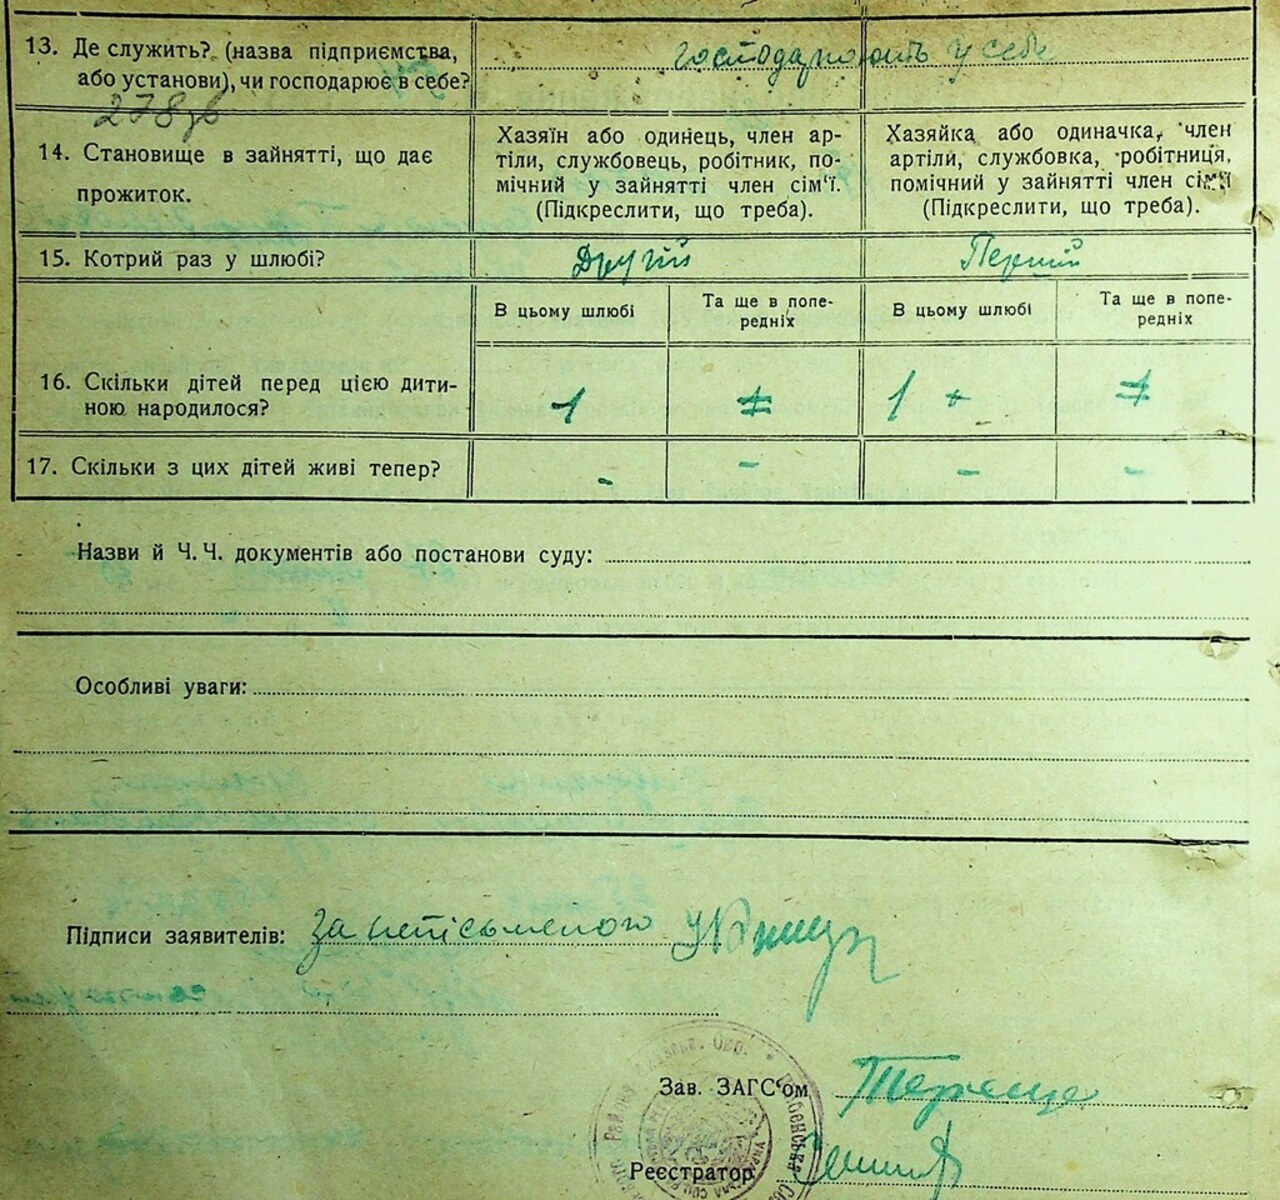 13. Де служить? (назва підприємства,
або установи), чи господарює в себе?
господарюють у себе
14. Становище в зайнятті, що дає
прожиток.
Хазяїн або одинець, член ар-
тіли, службовець, робітник, по-
мічний у зайнятті член сім'ї.
(Підкреслити, що треба).
Хазяйка або одиначка, член
артіли, службовка, робітниця,
помічний у зайнятті член сім'ї
(Підкреслити, що треба).
15. Котрий раз у шлюбі?
Другий
Перший
В цьому шлюбі
Та ще в попе-
редніх
В цьому шлюбі
Та ще в попе-
редніх
16. Скільки дітей перед цією дити-
ною народилося?
1
1
17. Скільки з цих дітей живі тепер?
-
-
-
-
Назви й Ч. Ч. документів або постанови суду:
Особливі уваги:
Підписи заявителів: За непісьменого
Зав. ЗАГС'ом
Реєстратор